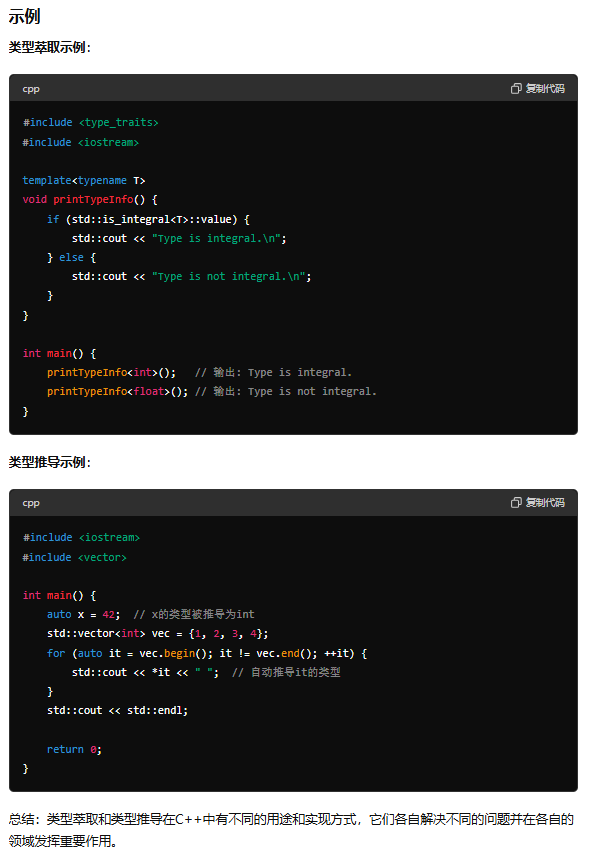 示例
类型萃取示例：
cpp 复制代码
#include <type_traits>
#include <iostream>
template<typename T>
void printTypeInfo() {
    if (std::is_integral<T>::value) {
        std::cout << "Type is integral.\n";
    } else {
        std::cout << "Type is not integral.\n";
    }
}
int main() {
    printTypeInfo<int>();   // 输出: Type is integral.
    printTypeInfo<float>(); // 输出: Type is not integral.
}
类型推导示例：
cpp 复制代码
#include <iostream>
#include <vector>
int main() {
    auto x = 42;  // x的类型被推导为int
    std::vector<int> vec = {1, 2, 3, 4};
    for (auto it = vec.begin(); it != vec.end(); ++it) {
        std::cout << *it << " ";  // 自动推导it的类型
    }
    std::cout << std::endl;
    return 0;
}
总结：类型萃取和类型推导在C++中有不同的用途和实现方式，它们各自解决不同的问题并在各自的
领域发挥重要作用。